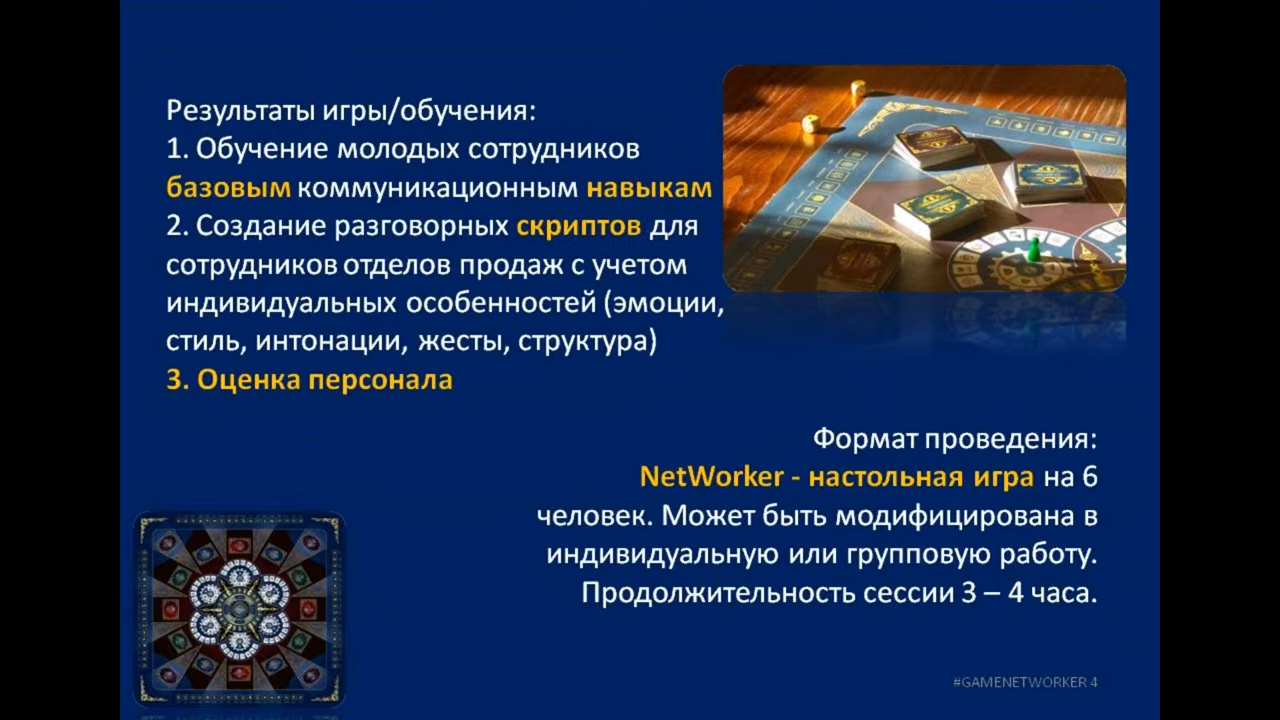 Результаты игры/обучения:
1. Обучение молодых сотрудников
базовым коммуникационным навыкам
2. Создание разговорных скриптов для
сотрудников отделов продаж с учетом
индивидуальных особенностей (эмоции,
стиль, интонации, жесты, структура)
3. Оценка персонала
Формат проведения:
NetWorker - настольная игра на 6
человек. Может быть модифицирована в
индивидуальную или групповую работу.
Продолжительность сессии 3 – 4 часа.
#GAMENETWORKER 4